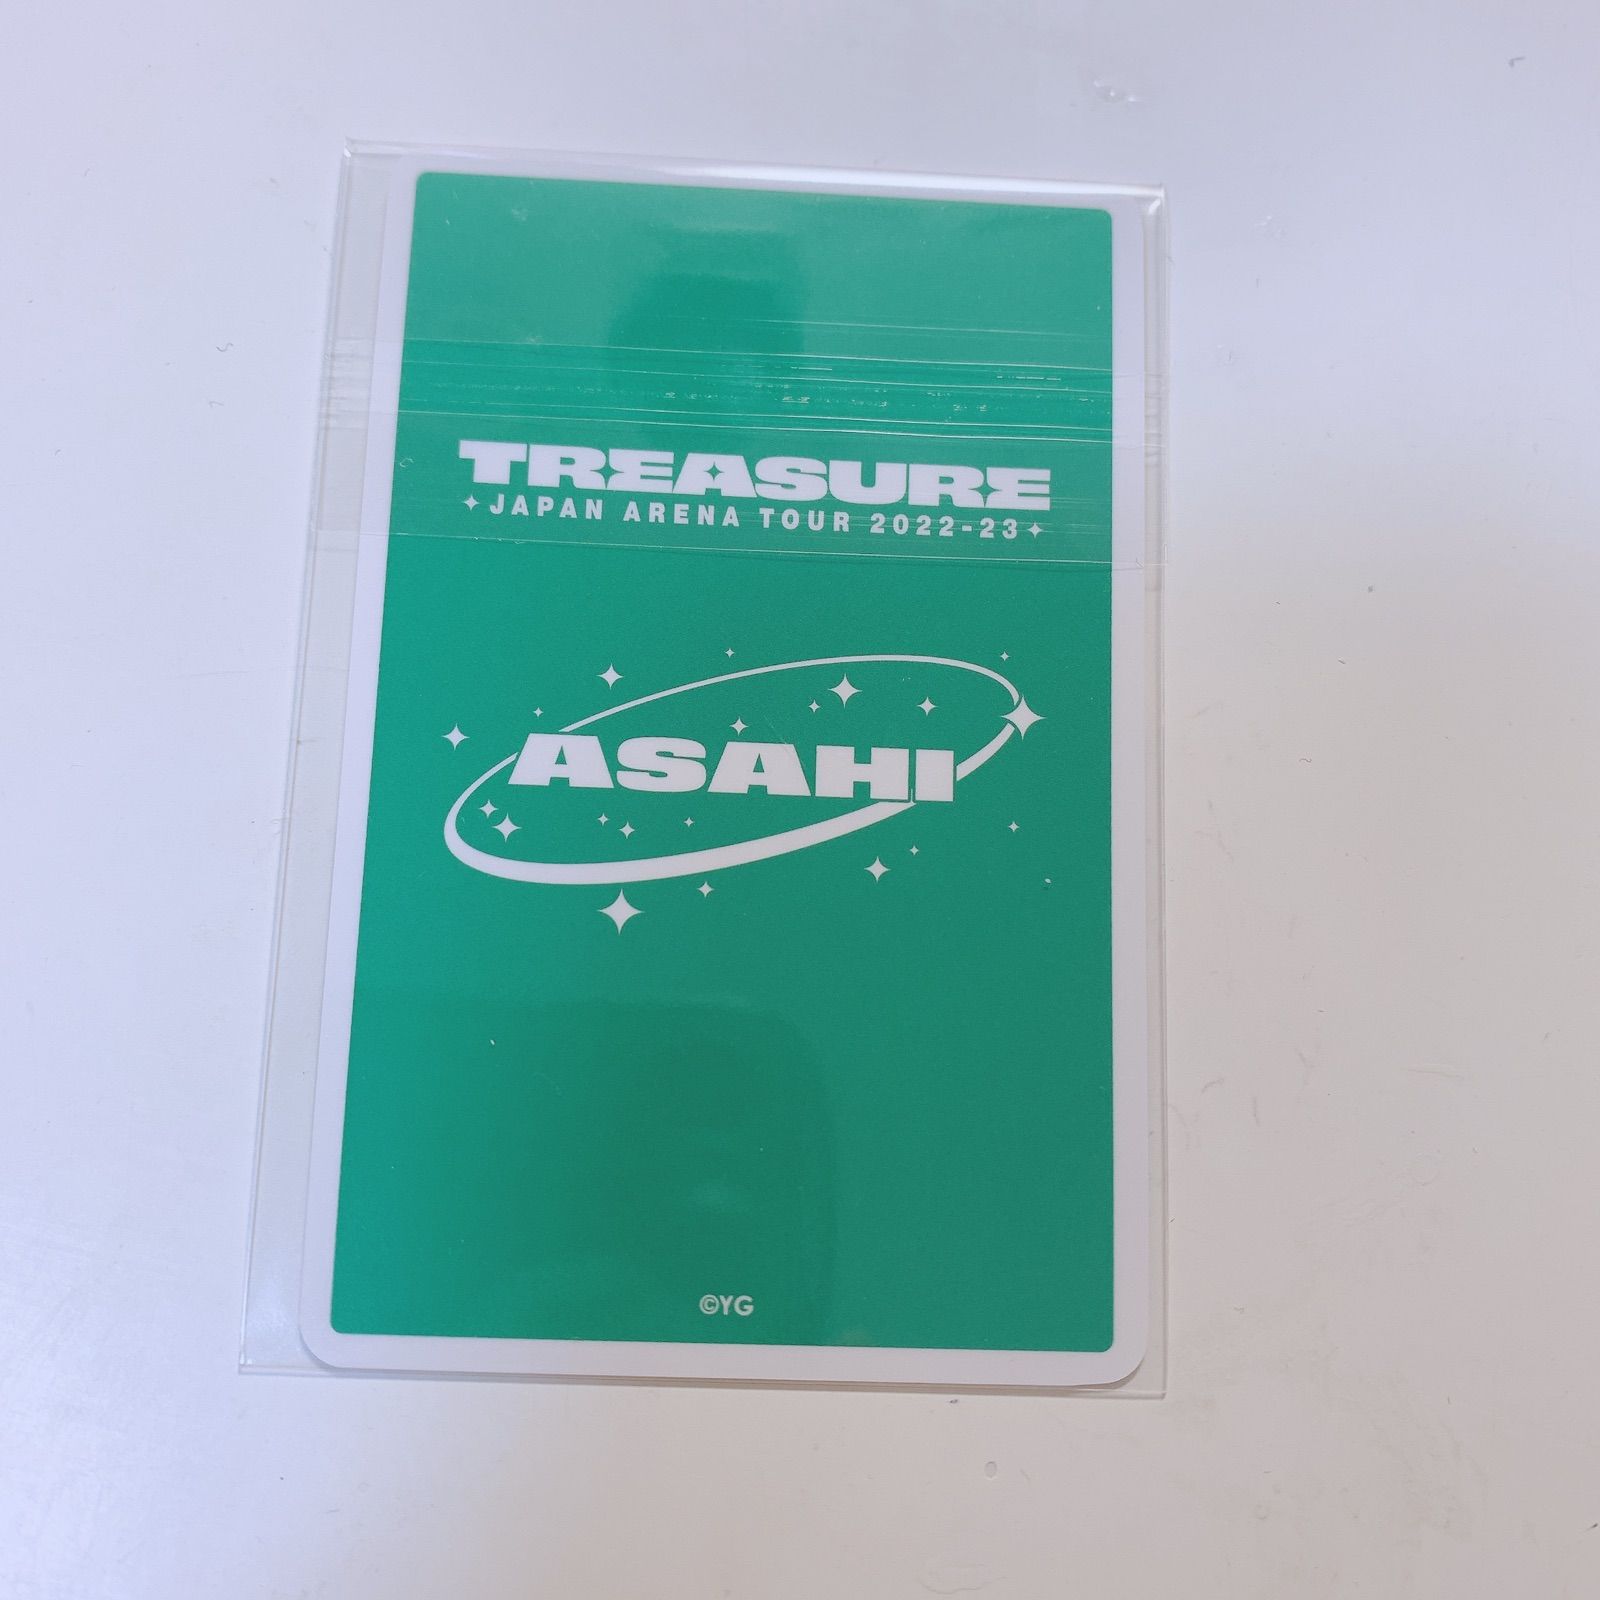 TREASURE
JAPAN ARENA TOUR 2022-23
ASAHI
©YG